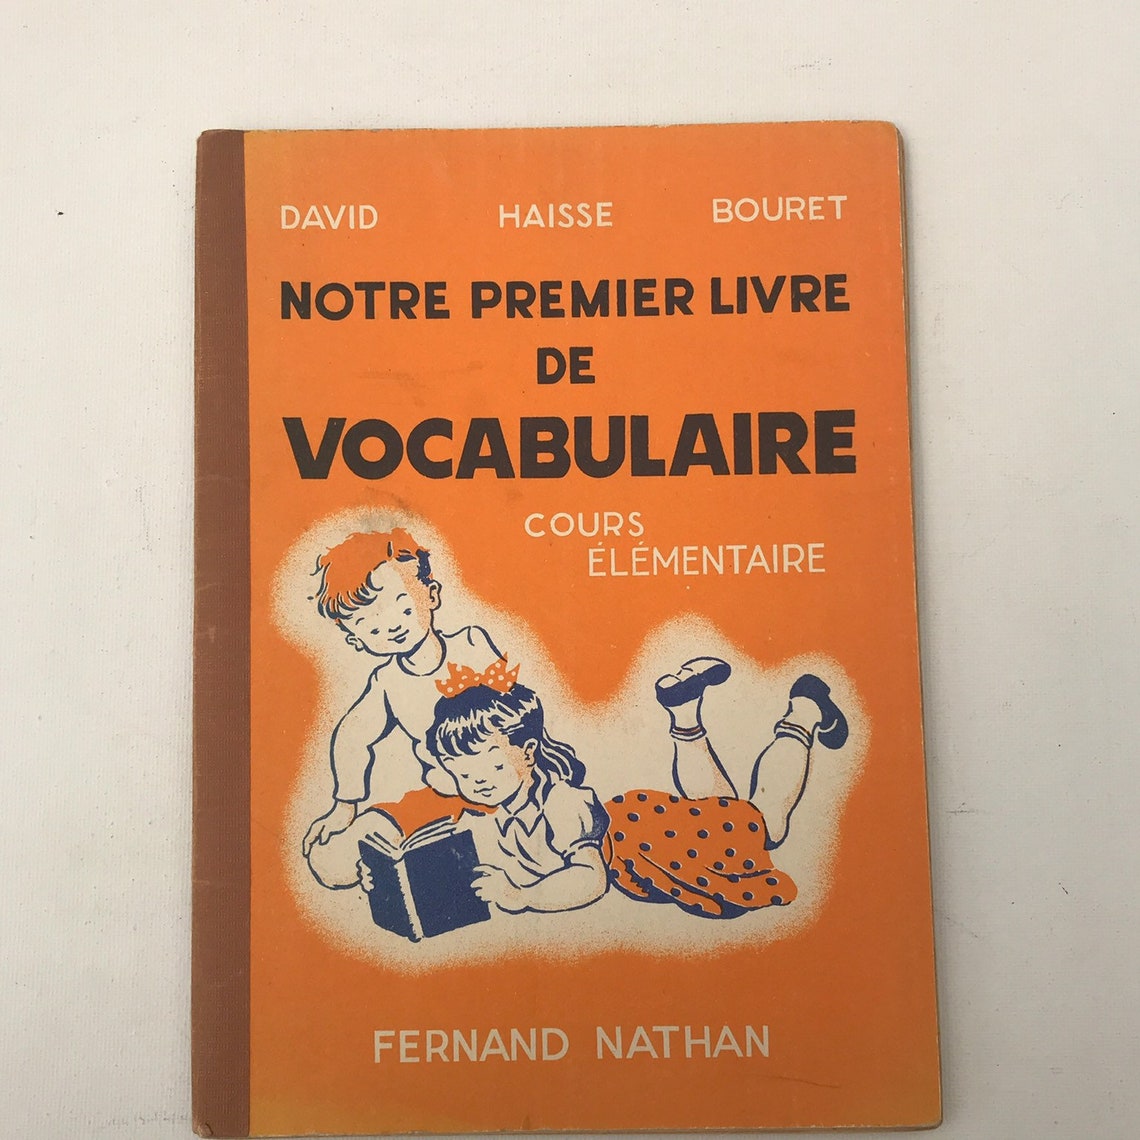 DAVID HAISSE BOURET
NOTRE PREMIER LIVRE
DE
VOCABULAIRE
COURS
ÉLÉMENTAIRE
FERNAND NATHAN